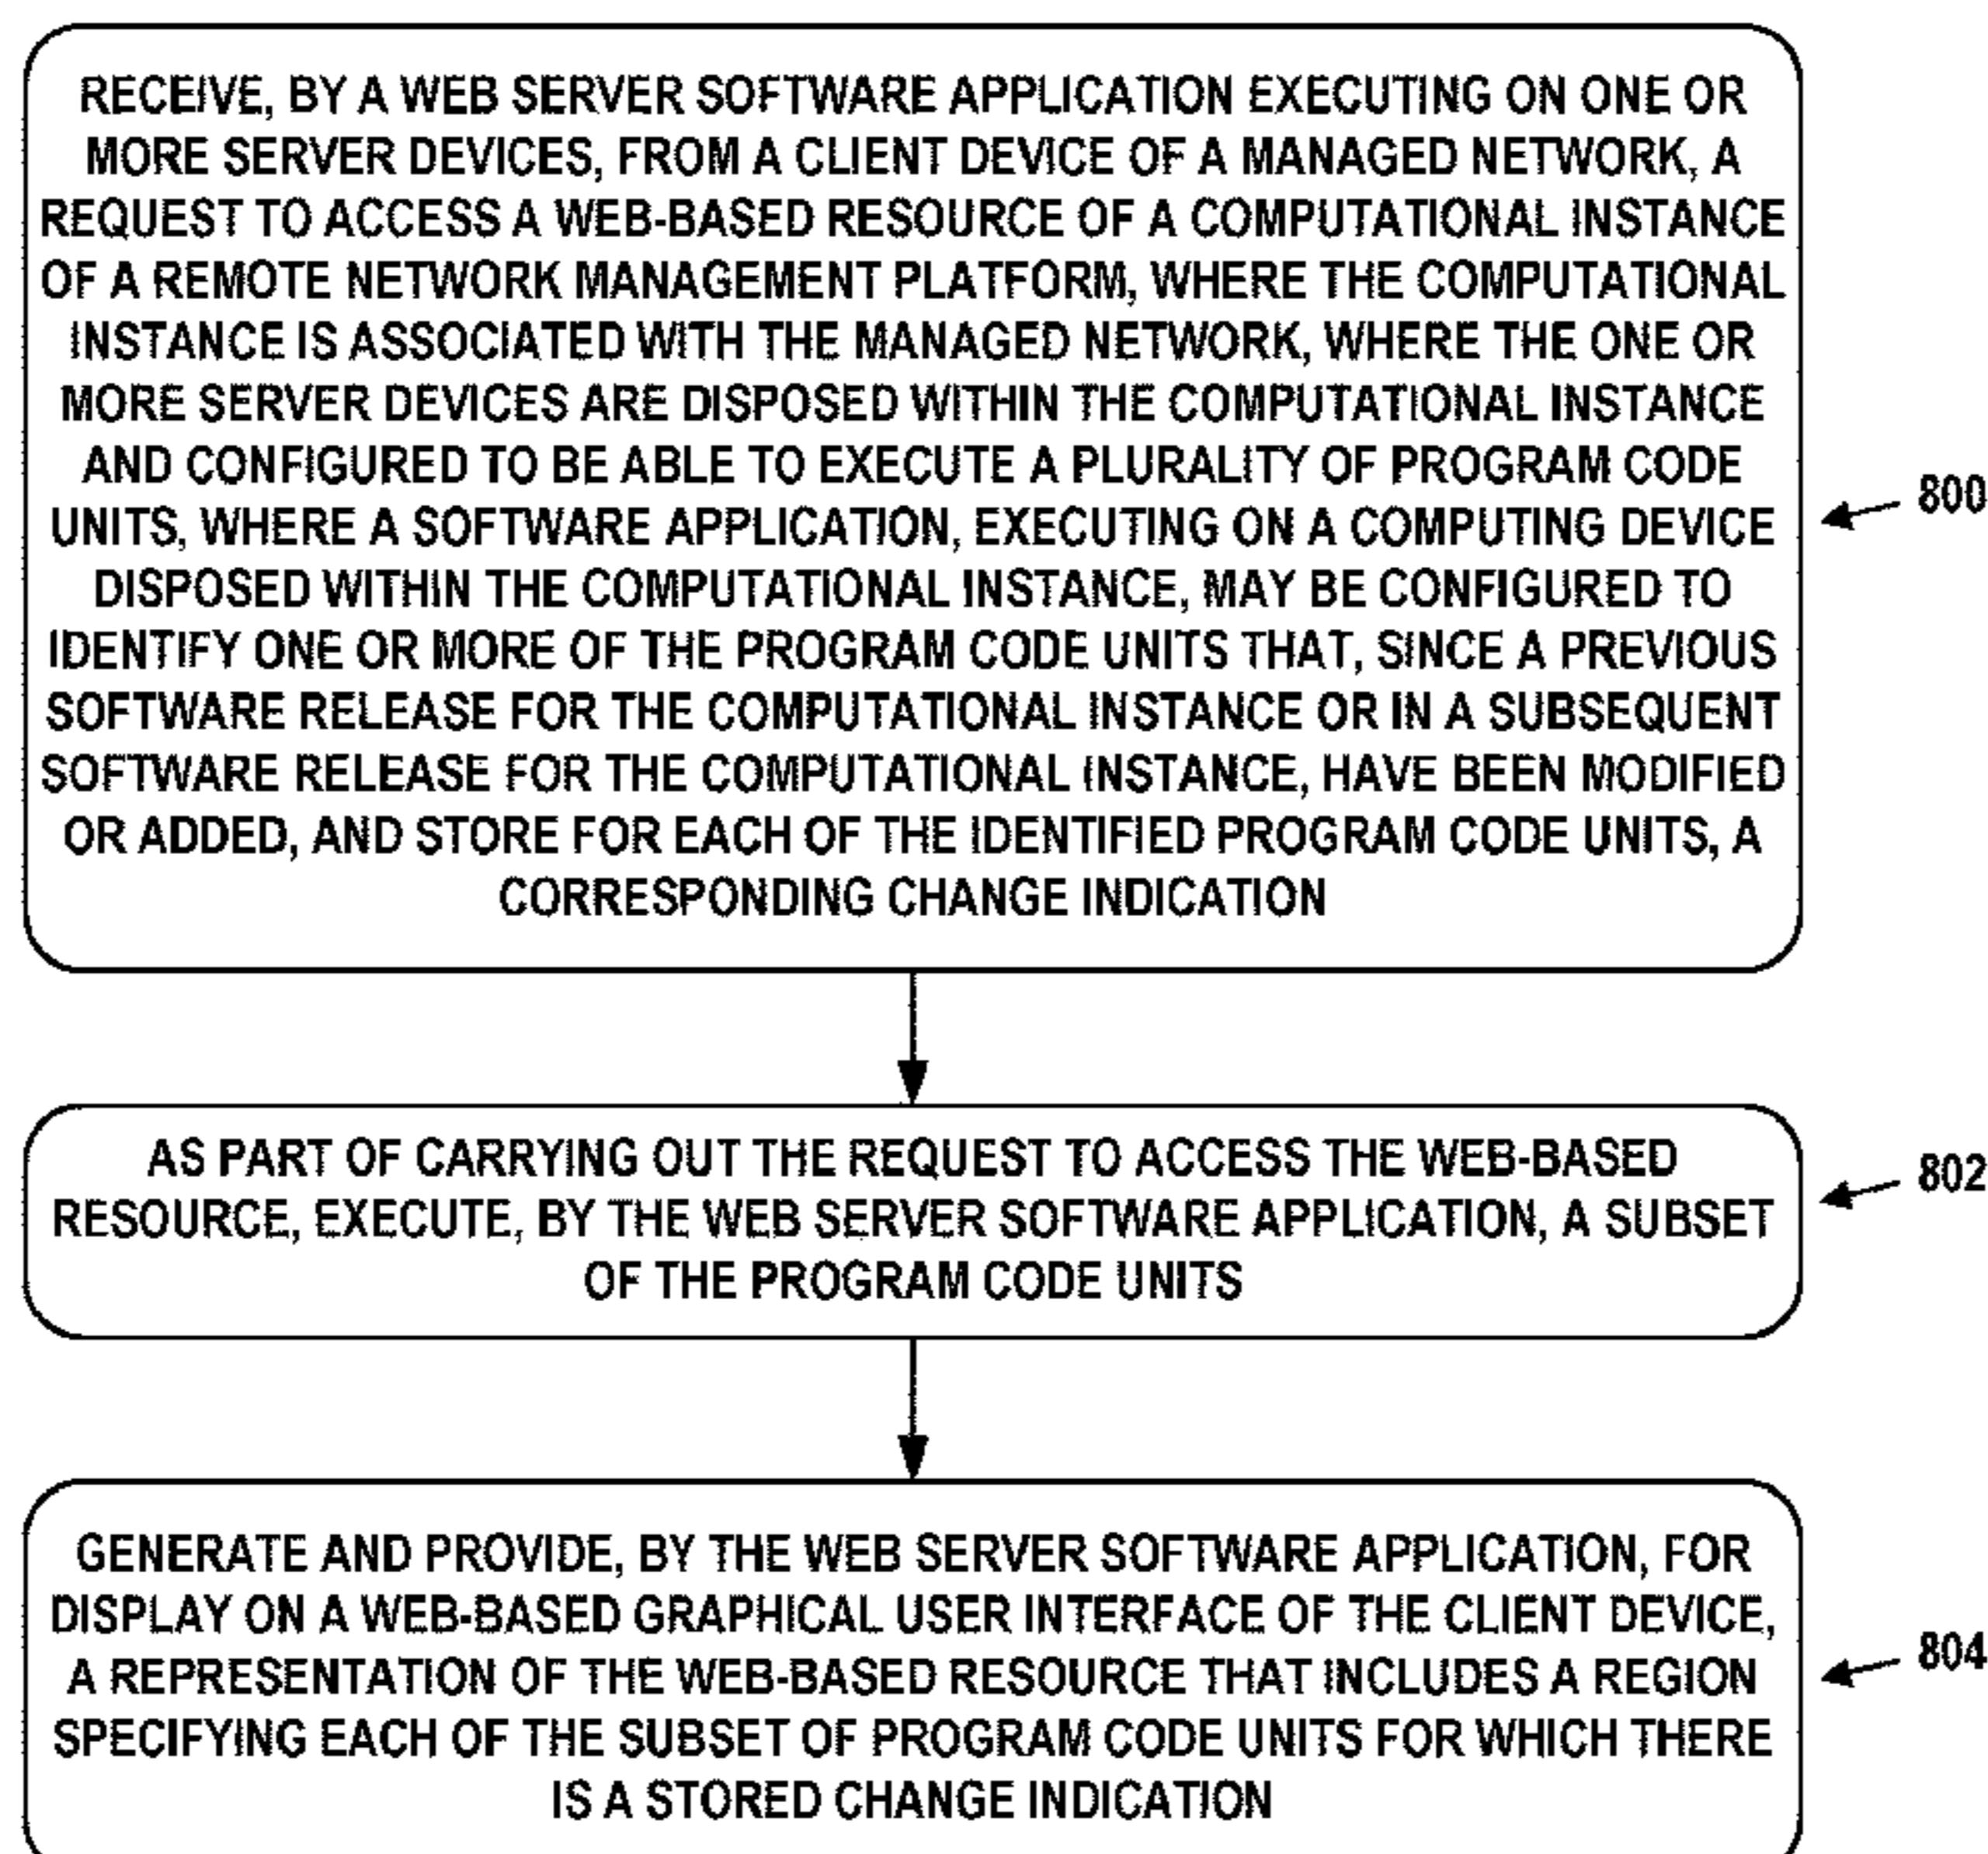 RECEIVE, BY A WEB SERVER SOFTWARE APPLICATION EXECUTING ON ONE OR
MORE SERVER DEVICES, FROM A CLIENT DEVICE OF A MANAGED NETWORK, A
REQUEST TO ACCESS A WEB-BASED RESOURCE OF A COMPUTATIONAL INSTANCE
OF A REMOTE NETWORK MANAGEMENT PLATFORM, WHERE THE COMPUTATIONAL
INSTANCE IS ASSOCIATED WITH THE MANAGED NETWORK, WHERE THE ONE OR
MORE SERVER DEVICES ARE DISPOSED WITHIN THE COMPUTATIONAL INSTANCE
AND CONFIGURED TO BE ABLE TO EXECUTE A PLURALITY OF PROGRAM CODE
UNITS, WHERE A SOFTWARE APPLICATION, EXECUTING ON A COMPUTING DEVICE
DISPOSED WITHIN THE COMPUTATIONAL INSTANCE, MAY BE CONFIGURED TO
IDENTIFY ONE OR MORE OF THE PROGRAM CODE UNITS THAT, SINCE A PREVIOUS
SOFTWARE RELEASE FOR THE COMPUTATIONAL INSTANCE OR IN A SUBSEQUENT
SOFTWARE RELEASE FOR THE COMPUTATIONAL INSTANCE, HAVE BEEN MODIFIED
OR ADDED, AND STORE FOR EACH OF THE IDENTIFIED PROGRAM CODE UNITS, A
CORRESPONDING CHANGE INDICATION
800
AS PART OF CARRYING OUT THE REQUEST TO ACCESS THE WEB-BASED
RESOURCE, EXECUTE, BY THE WEB SERVER SOFTWARE APPLICATION, A SUBSET
OF THE PROGRAM CODE UNITS
802
GENERATE AND PROVIDE, BY THE WEB SERVER SOFTWARE APPLICATION, FOR
DISPLAY ON A WEB-BASED GRAPHICAL USER INTERFACE OF THE CLIENT DEVICE,
A REPRESENTATION OF THE WEB-BASED RESOURCE THAT INCLUDES A REGION
SPECIFYING EACH OF THE SUBSET OF PROGRAM CODE UNITS FOR WHICH THERE
IS A STORED CHANGE INDICATION
804